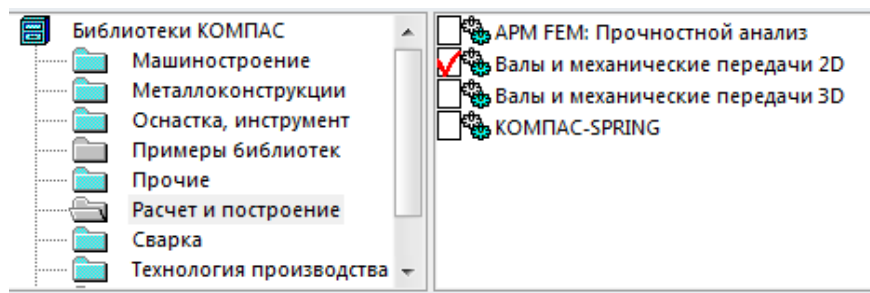 Библиотеки КОМПАС
Машиностроение
Металлоконструкции
Оснастка, инструмент
Примеры библиотек
Прочие
Расчет и построение
Сварка
Технология производства
APM FEM: Прочностной анализ
Валы и механические передачи 2D
Валы и механические передачи 3D
КОМПАС-SPRING